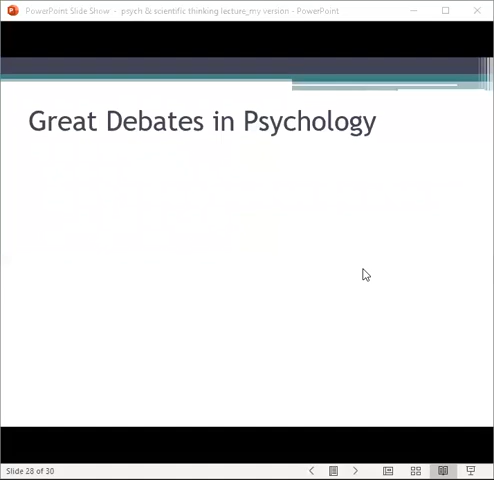 PowerPoint Slide Show - psych & scientific thinking lecture_my version - PowerPoint
Great Debates in Psychology
Slide 28 of 30